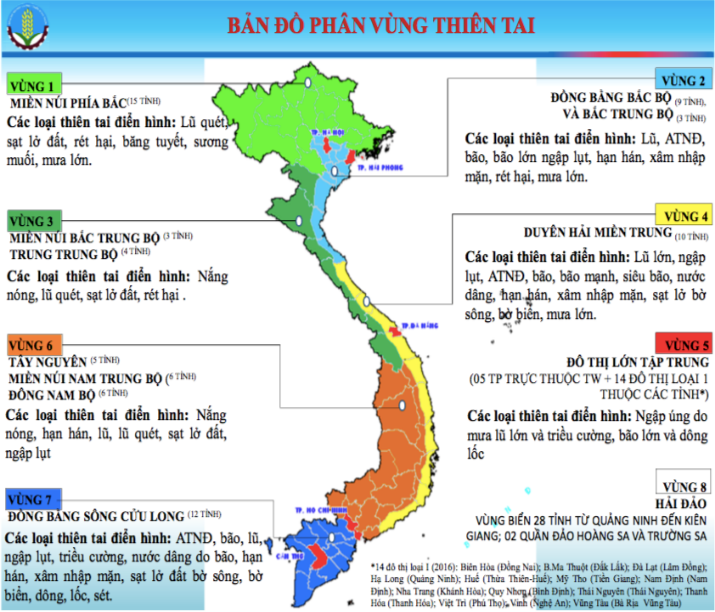 BẢN ĐỒ PHÂN VÙNG THIÊN TAI
VÙNG 1
MIỀN NÚI PHÍA BẮC (15 TỈNH)
Các loại thiên tai điển hình: Lũ quét,
sạt lở đất, rét hại, băng tuyết, sương
muối, mưa lớn.
VÙNG 2
ĐỒNG BẰNG BẮC BỘ (9 TỈNH),
VÀ BẮC TRUNG BỘ (3 TỈNH)
Các loại thiên tai điển hình: Lũ, ATNĐ,
bão, bão lớn ngập lụt, hạn hán, xâm nhập
mặn, rét hại, mưa lớn.
TP. HÀ NỘI
TP. HẢI PHONG
VÙNG 3
MIỀN NÚI BẮC TRUNG BỘ (3 TỈNH)
TRUNG TRUNG BỘ (4 TỈNH)
Các loại thiên tai điển hình: Nắng
nóng, lũ quét, sạt lở đất, rét hại .
VÙNG 4
DUYÊN HẢI MIỀN TRUNG (10 TỈNH)
Các loại thiên tai điển hình: Lũ lớn, ngập
lụt, ATNĐ, bão, bão mạnh, siêu bão, nước
dâng, hạn hán, xâm nhập mặn, sạt lở bờ
sông, bờ biển, mưa lớn.
TP.ĐÀ NẴNG
VÙNG 6
TÂY NGUYÊN (5 TỈNH)
MIỀN NÚI NAM TRUNG BỘ (6 TỈNH)
ĐÔNG NAM BỘ (6 TỈNH)
Các loại thiên tai điển hình: Nắng
nóng, hạn hán, lũ, lũ quét, sạt lở đất,
ngập lụt
VÙNG 5
ĐÔ THỊ LỚN TẬP TRUNG
(05 TP TRỰC THUỘC TW + 14 ĐÔ THỊ LOẠI 1
THUỘC CÁC TỈNH*)
Các loại thiên tai điển hình: Ngập úng do
mưa lũ lớn và triều cường, bão lớn và dông
lốc
VÙNG 8
HẢI ĐẢO
VÙNG BIỂN 28 TỈNH TỪ QUẢNG NINH ĐẾN KIÊN
GIANG; 02 QUẦN ĐẢO HOÀNG SA VÀ TRƯỜNG SA
VÙNG 7
ĐỒNG BẰNG SÔNG CỬU LONG (12 TỈNH)
Các loại thiên tai điển hình: ATNĐ, bão, lũ,
ngập lụt, triều cường, nước dâng do bão, hạn
hán, xâm nhập mặn, sạt lở đất bờ sông, bờ
biển, dông, lốc, sét.
TP. HỒ CHÍ MINH
CẦN THƠ
*14 đô thị loại 1 (2016): Biên Hòa (Đồng Nai); B.Ma Thuột (Đắk Lắk); Đà Lạt (Lâm Đồng);
Hạ Long (Quảng Ninh); Huế (Thừa Thiên-Huế); Mỹ Tho (Tiền Giang); Nam Định (Nam
Định); Nha Trang (Khánh Hòa); Quy Nhơn (Bình Định); Thái Nguyên (Thái Nguyên); Thanh
Hóa (Thanh Hóa); Việt Trì (Phú Thọ), Vinh (Nghệ An); Vũng Tàu (Bà Rịa Vũng Tàu)